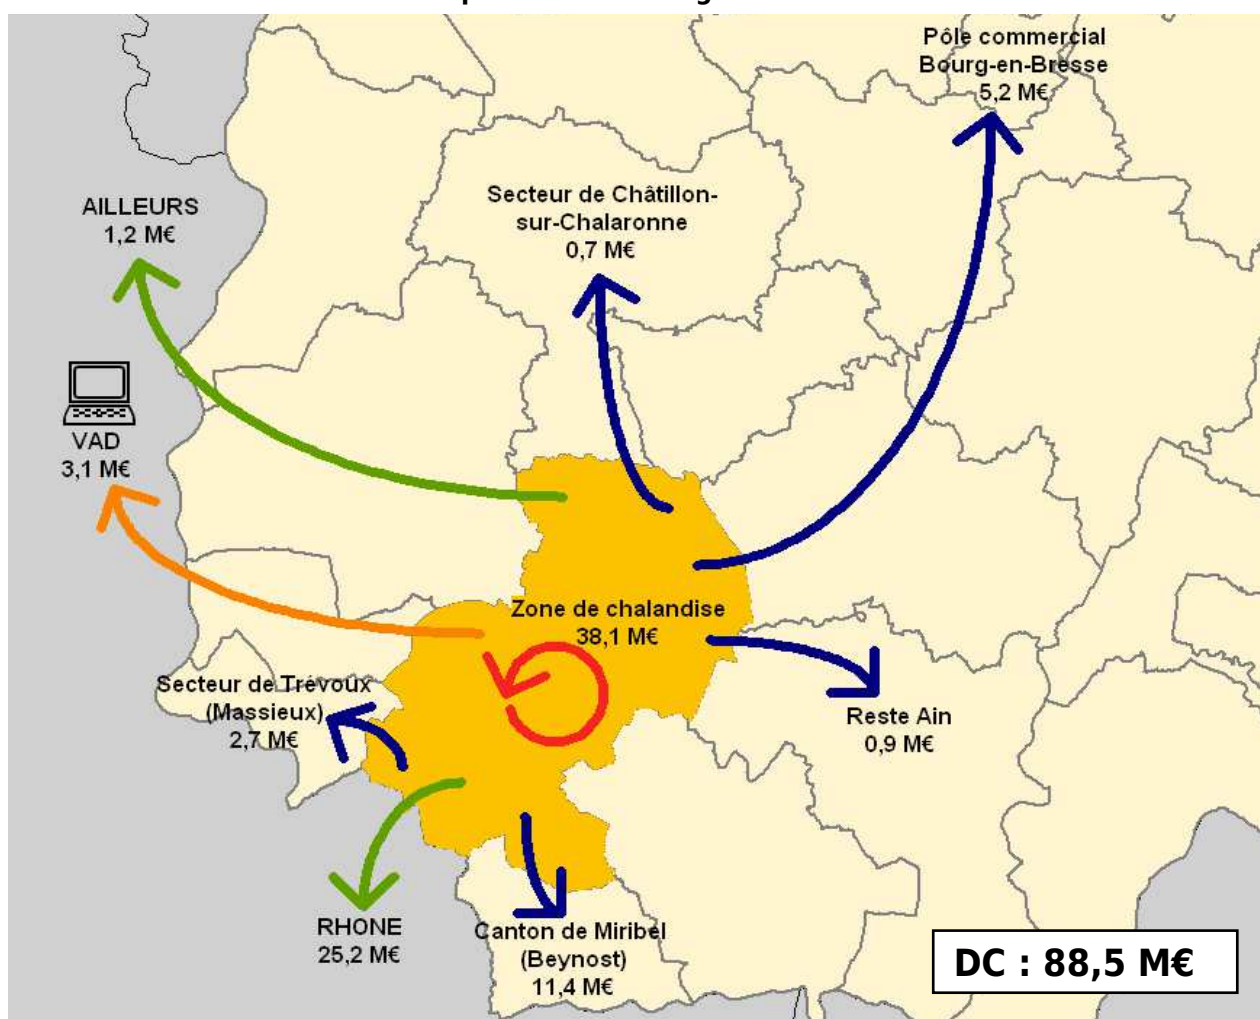 Pôle commercial
Bourg-en-Bresse
5,2 M€
Secteur de Châtillon-
sur-Chalaronne
0,7 M€
AILLEURS
1,2 M€
VAD
3,1 M€
Zone de chalandise
38,1 M€
Secteur de Trévoux
(Massieux)
2,7 M€
Reste Ain
0,9 M€
RHONE
25,2 M€
Canton de Miribel
(Beynost)
11,4 M€
DC : 88,5 M€